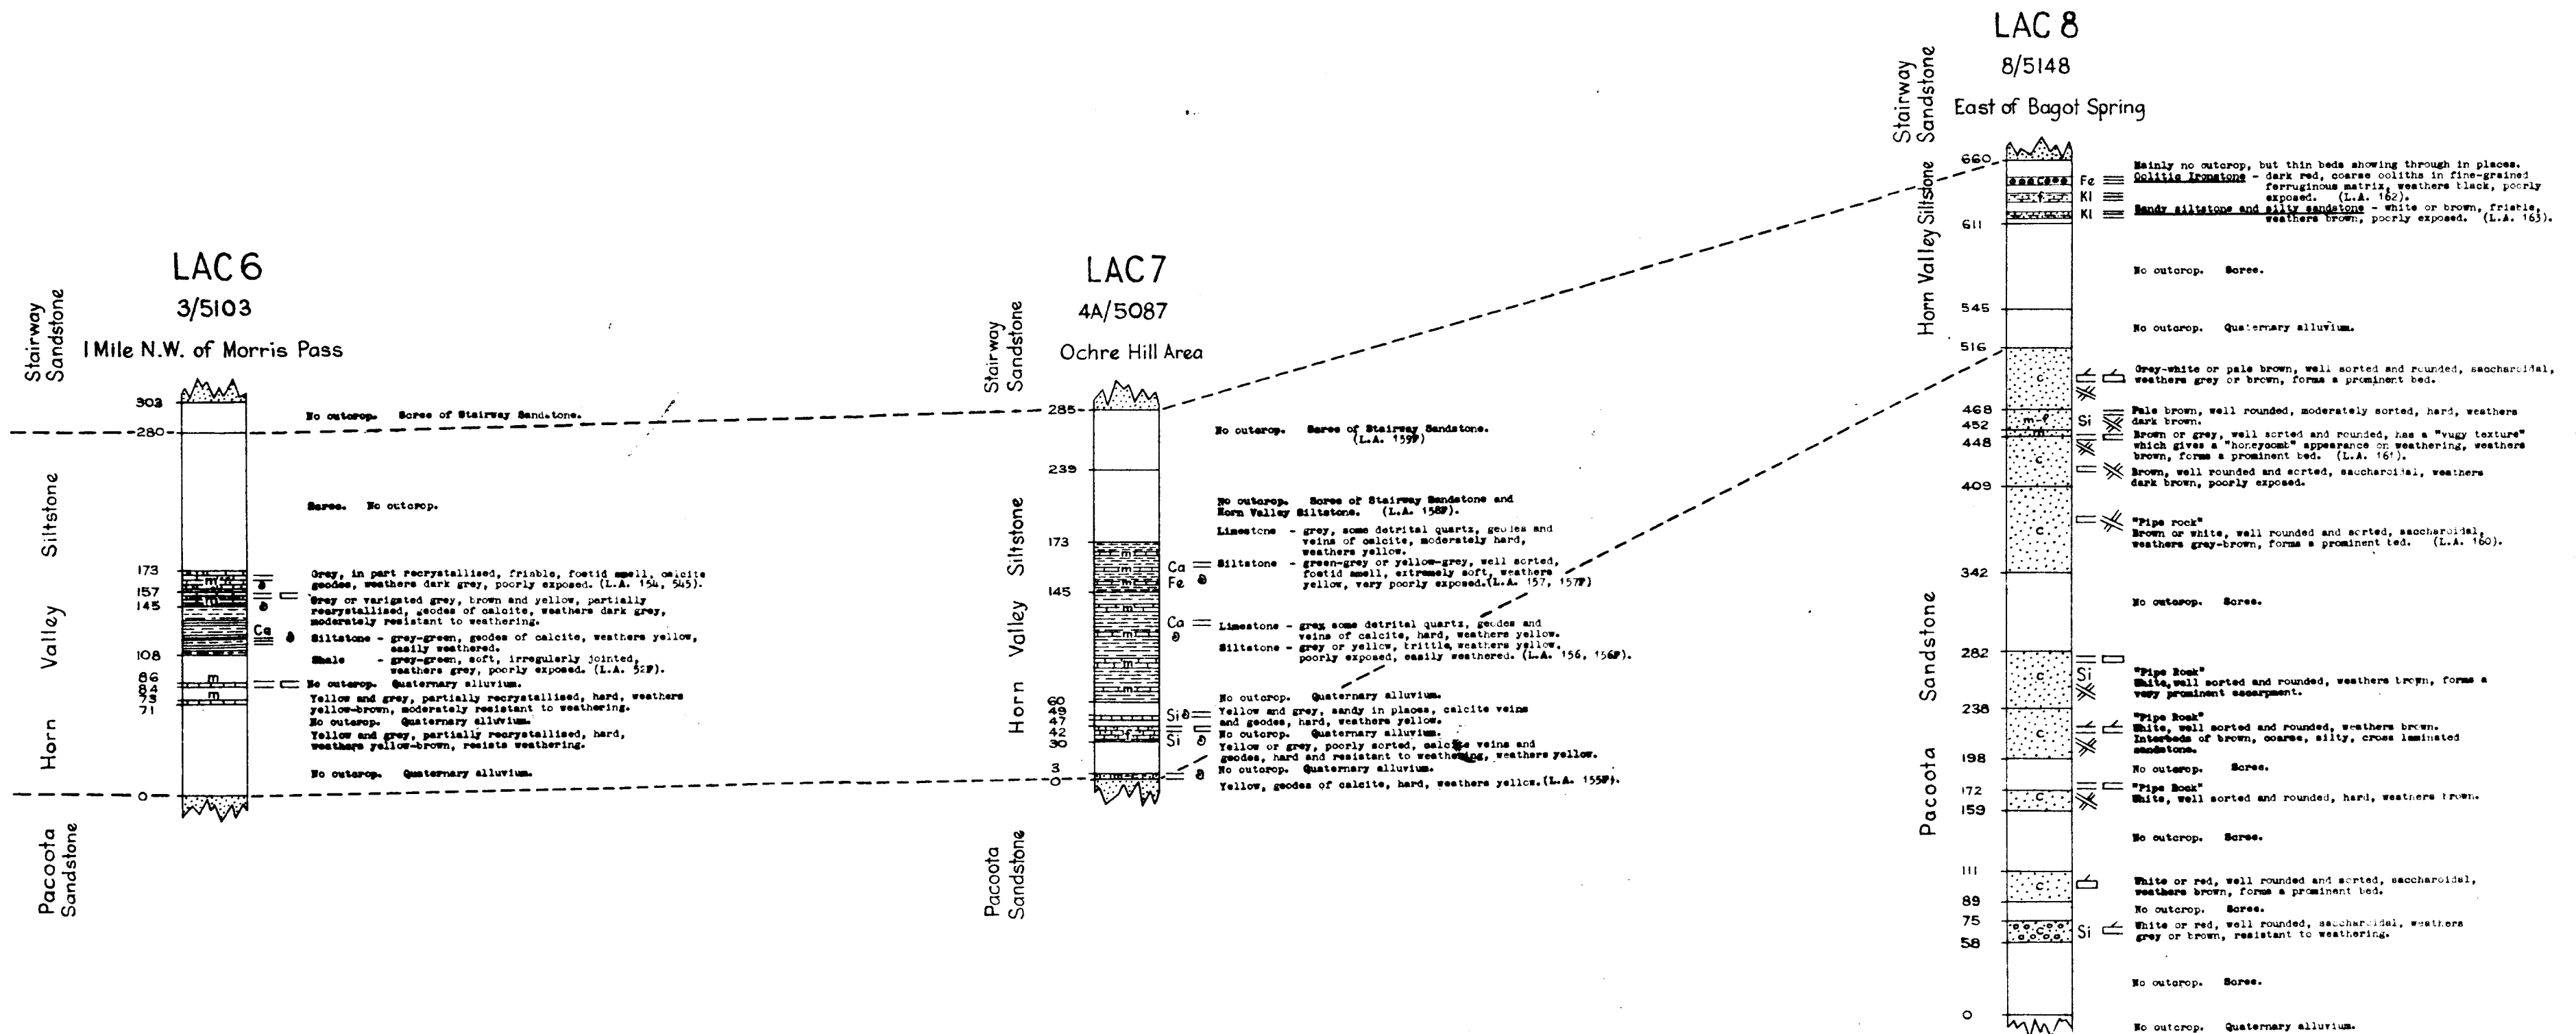 LAC 6
3/5103
1 Mile N.W. of Morris Pass
Stairway
Sandstone
Horn Valley Siltstone
Pacoota
Sandstone
303
280
173
157
145
108
86
84
73
71
0
m
m
m
m
Ca
No outcrop. Scree of Stairway Sandstone.
Scree. No outcrop.
Grey, in part recrystallised, friable, foetid smell, calcite
geodes, weathers dark grey, poorly exposed. (L.A. 154, 545).
Grey or varigated grey, brown and yellow, partially
recrystallised, geodes of calcite, weathers dark grey,
moderately resistant to weathering.
Siltstone - grey-green, geodes of calcite, weathers yellow,
easily weathered.
Shale - grey-green, soft, irregularly jointed,
weathers grey, poorly exposed. (L.A. 52P).
No outcrop. Quaternary alluvium.
Yellow and grey, partially recrystallised, hard, weathers
yellow-brown, moderately resistant to weathering.
No outcrop. Quaternary alluvium.
Yellow and grey, partially recrystallised, hard,
weathers yellow-brown, resists weathering.
No outcrop. Quaternary alluvium.
LAC 7
4A/5087
Ochre Hill Area
Stairway
Sandstone
Horn Valley Siltstone
Pacoota
Sandstone
285
239
173
145
60
49
47
42
30
3
0
m
m
m
m
m
m
f
Ca
Fe
Ca
Si
Si
No outcrop. Scree of Stairway Sandstone.
(L.A. 159P)
No outcrop. Scree of Stairway Sandstone and
Horn Valley Siltstone. (L.A. 158P).
Limestone - grey, some detrital quartz, geodes and
veins of calcite, moderately hard,
weathers yellow.
Siltstone - green-grey or yellow-grey, well sorted,
foetid smell, extremely soft, weathers
yellow, very poorly exposed.(L.A. 157, 157P)
Limestone - grey some detrital quartz, geodes and
veins of calcite, hard, weathers yellow.
Siltstone - grey or yellow, brittle, weathers yellow,
poorly exposed, easily weathered. (L.A. 156, 156P).
No outcrop. Quaternary alluvium.
Yellow and grey, sandy in places, calcite veins
and geodes, hard, weathers yellow.
No outcrop. Quaternary alluvium.
Yellow or grey, poorly sorted, calcite veins and
geodes, hard and resistant to weathering, weathers yellow.
No outcrop. Quaternary alluvium.
Yellow, geodes of calcite, hard, weathers yellow.(L.A. 155P).
LAC 8
8/5148
East of Bagot Spring
Stairway
Sandstone
Horn Valley Siltstone
Pacoota Sandstone
660
611
545
516
468
452
448
409
342
282
238
198
172
159
111
89
75
58
0
c
f
c
m-f
m
c
c
c
c
c
c
c
Fe
Kl
Kl
Si
Si
Si
Mainly no outcrop, but thin beds showing through in places.
Oolitic Ironstone - dark red, coarse ooliths in fine-grained
ferruginous matrix, weathers black, poorly
exposed. (L.A. 162).
Sandy siltstone and silty sandstone - white or brown, friable,
weathers brown, poorly exposed. (L.A. 163).
No outcrop. Scree.
No outcrop. Quaternary alluvium.
Grey-white or pale brown, well sorted and rounded, saccharoidal,
weathers grey or brown, forms a prominent bed.
Pale brown, well rounded, moderately sorted, hard, weathers
dark brown.
Brown or grey, well sorted and rounded, has a "vugy texture"
which gives a "honeycomb" appearance on weathering, weathers
brown, forms a prominent bed. (L.A. 161).
Brown, well rounded and sorted, saccharoidal, weathers
dark brown, poorly exposed.
"Pipe rock"
Brown or white, well rounded and sorted, saccharoidal,
weathers grey-brown, forms a prominent bed. (L.A. 160).
No outcrop. Scree.
"Pipe Rock"
White, well sorted and rounded, weathers brown, forms a
very prominent escarpment.
"Pipe Rock"
White, well sorted and rounded, weathers brown.
Interbeds of brown, coarse, silty, cross laminated
sandstone.
No outcrop. Scree.
"Pipe Rock"
White, well sorted and rounded, hard, weathers brown.
No outcrop. Scree.
White or red, well rounded and sorted, saccharoidal,
weathers brown, forms a prominent bed.
No outcrop. Scree.
White or red, well rounded, saccharoidal, weathers
grey or brown, resistant to weathering.
No outcrop. Scree.
No outcrop. Quaternary alluvium.